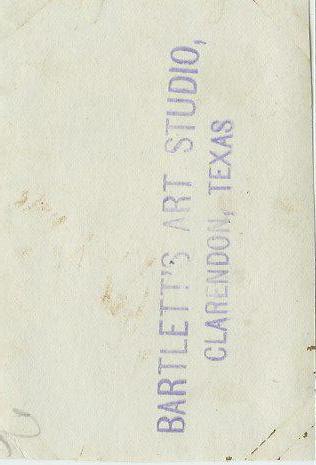 BARTLETT'S ART STUDIO,
CLARENDON, TEXAS